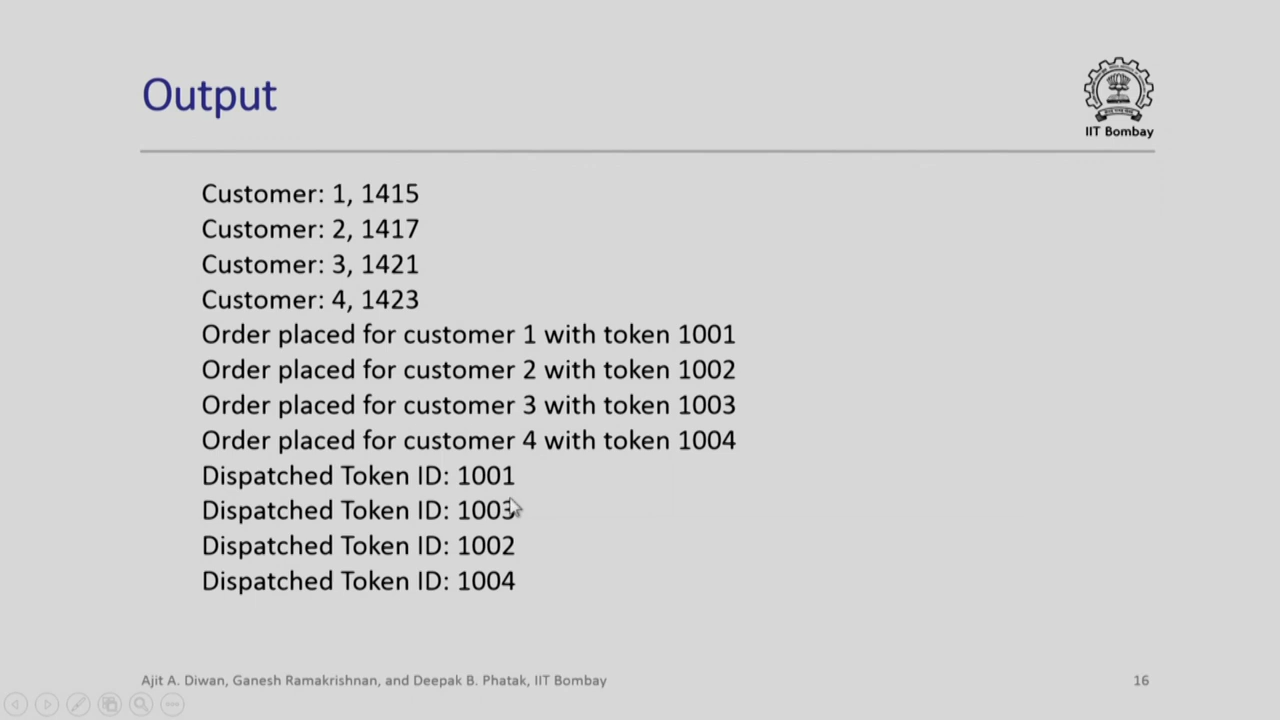 Output
IIT Bombay
Customer: 1, 1415
Customer: 2, 1417
Customer: 3, 1421
Customer: 4, 1423
Order placed for customer 1 with token 1001
Order placed for customer 2 with token 1002
Order placed for customer 3 with token 1003
Order placed for customer 4 with token 1004
Dispatched Token ID: 1001
Dispatched Token ID: 1003
Dispatched Token ID: 1002
Dispatched Token ID: 1004
Ajit A. Diwan, Ganesh Ramakrishnan, and Deepak B. Phatak, IIT Bombay
16